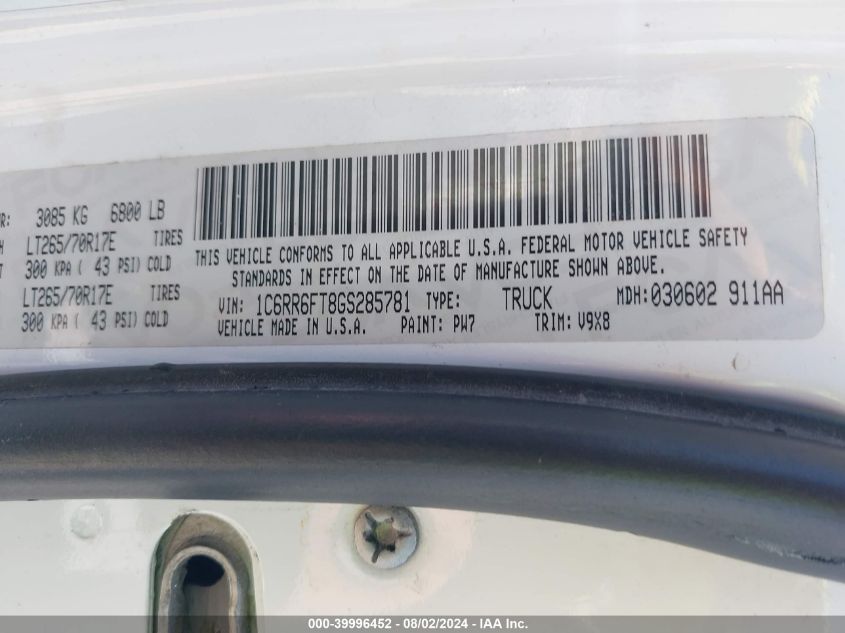 R: 3085 KG 6800 LB
LT265/70R17E TIRES
300 KPA ( 43 PSI) COLD
LT265/70R17E TIRES
300 KPA ( 43 PSI) COLD
THIS VEHICLE CONFORMS TO ALL APPLICABLE U.S.A. FEDERAL MOTOR VEHICLE SAFETY
STANDARDS IN EFFECT ON THE DATE OF MANUFACTURE SHOWN ABOVE.
VIN: 1C6RR6FT8GS285781 TYPE: TRUCK MDH:030602 911AA
VEHICLE MADE IN U.S.A. PAINT: PW7 TRIM: V9X8
000-39996452 - 08/02/2024 - IAA Inc.